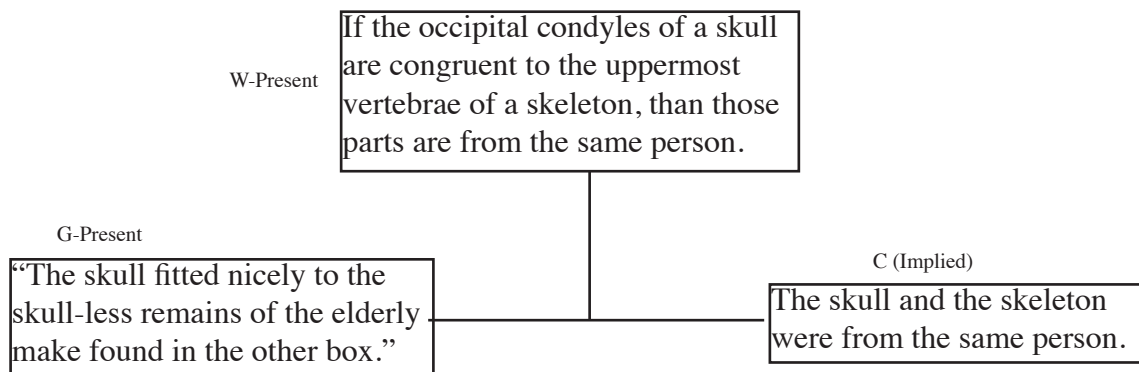 If the occipital condyles of a skull
are congruent to the uppermost
vertebrae of a skeleton, than those
parts are from the same person.
W-Present
G-Present
“The skull fitted nicely to the
skull-less remains of the elderly
make found in the other box.”
C (Implied)
The skull and the skeleton
were from the same person.